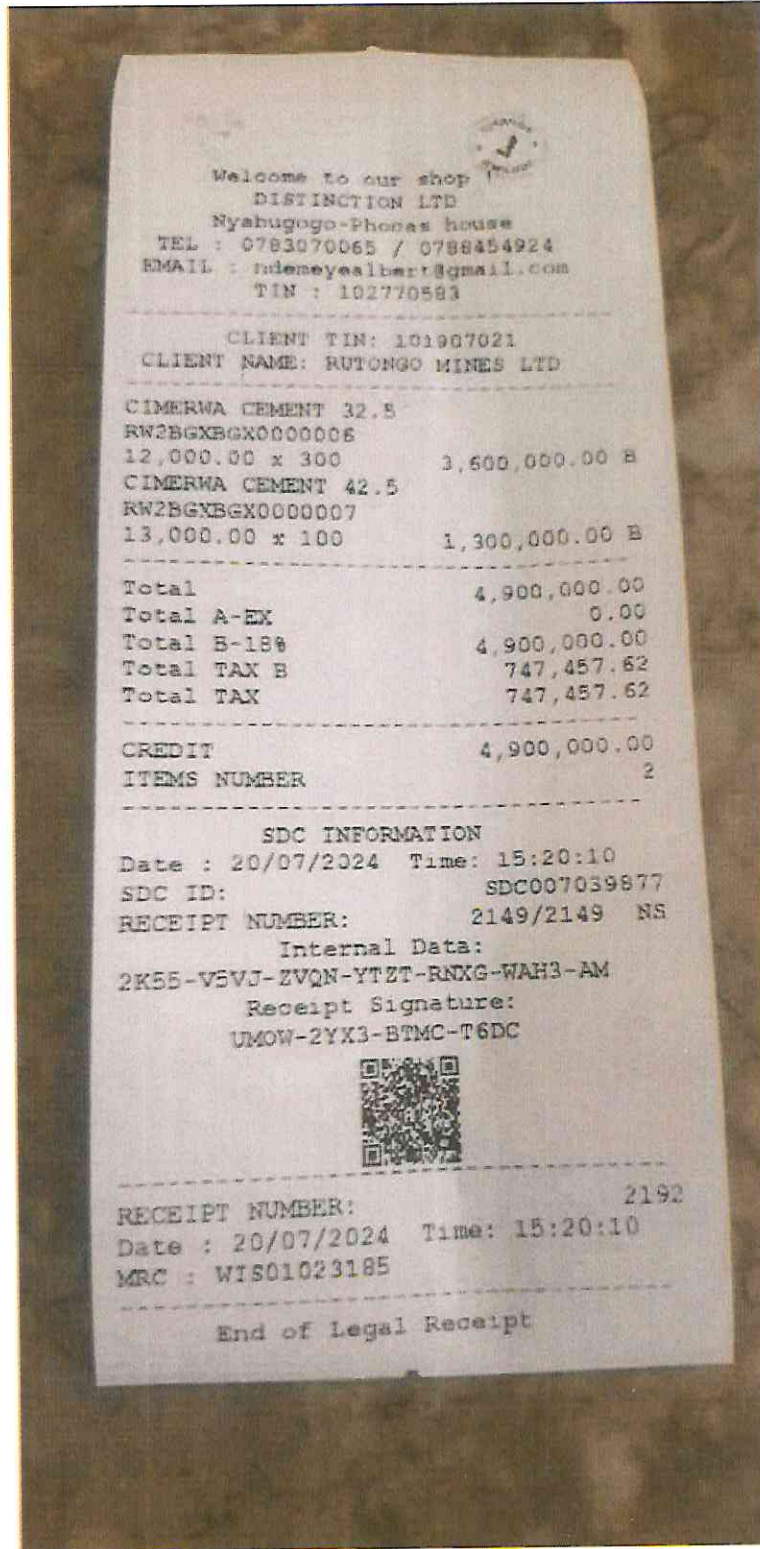 Welcome to our shop
DISTINCTION LTD
Nyabugogo-Phonas house
TEL : 0783070065 / 0788454924
EMAIL : ndemeyealbert@gmail.com
TIN : 102770583
CLIENT TIN: 101907021
CLIENT NAME: RUTONGO MINES LTD
CIMERWA CEMENT 32.5
RW2BGXBGX0000006
12,000.00 x 300 3,600,000.00 B
CIMERWA CEMENT 42.5
RW2BGXBGX0000007
13,000.00 x 100 1,300,000.00 B
Total 4,900,000.00
Total A-EX 0.00
Total B-18% 4,900,000.00
Total TAX B 747,457.62
Total TAX 747,457.62
CREDIT 4,900,000.00
ITEMS NUMBER 2
SDC INFORMATION
Date : 20/07/2024 Time: 15:20:10
SDC ID: SDC007039877
RECEIPT NUMBER: 2149/2149 NS
Internal Data:
2K55-V5VJ-ZVQN-YTZT-RNXG-WAH3-AM
Receipt Signature:
UMOW-2YX3-BTMC-T6DC
RECEIPT NUMBER: 2192
Date : 20/07/2024 Time: 15:20:10
MRC : WIS01023185
End of Legal Receipt